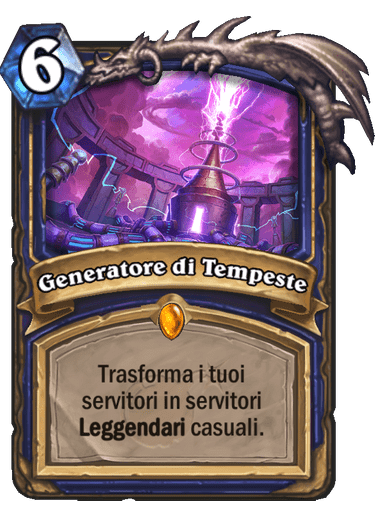 6
Generatore di Tempeste
Trasforma i tuoi
servitori in servitori
Leggendari casuali.